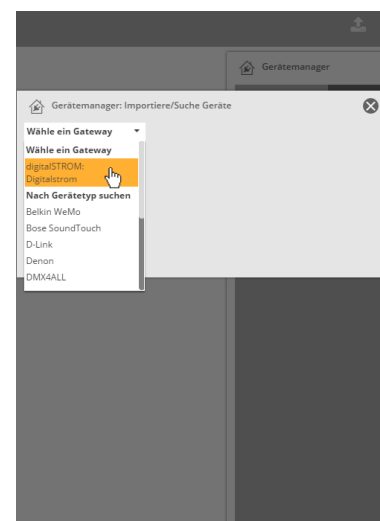 Gerätemanager
Gerätemanager: Importiere/Suche Geräte
Wähle ein Gateway
Wähle ein Gateway
digitalSTROM:
Digitalstrom
Nach Gerätetyp suchen
Belkin WeMo
Bose SoundTouch
D-Link
Denon
DMX4ALL